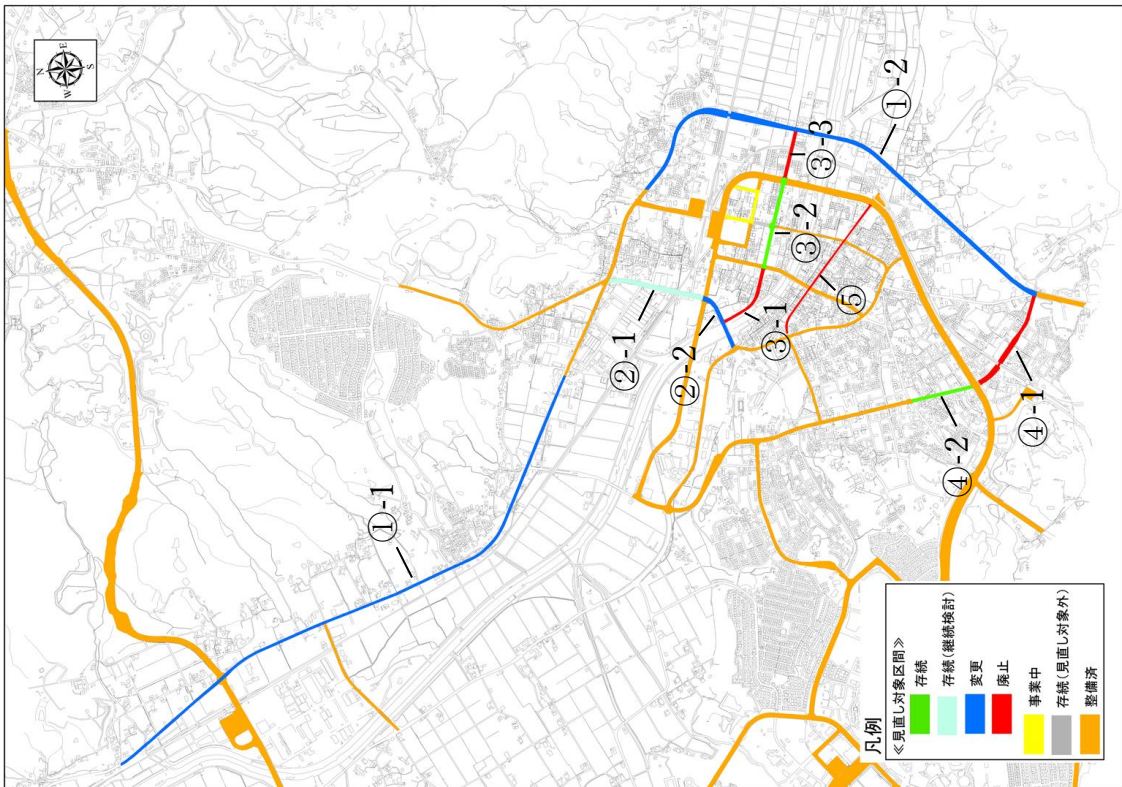 N
E
W
S
①-1
①-2
②-1
②-2
③-1
③-2
③-3
④-1
④-2
⑤
凡例
≪見直し対象区間≫
存続
存続(継続検討)
変更
廃止
事業中
存続(見直し対象外)
整備済